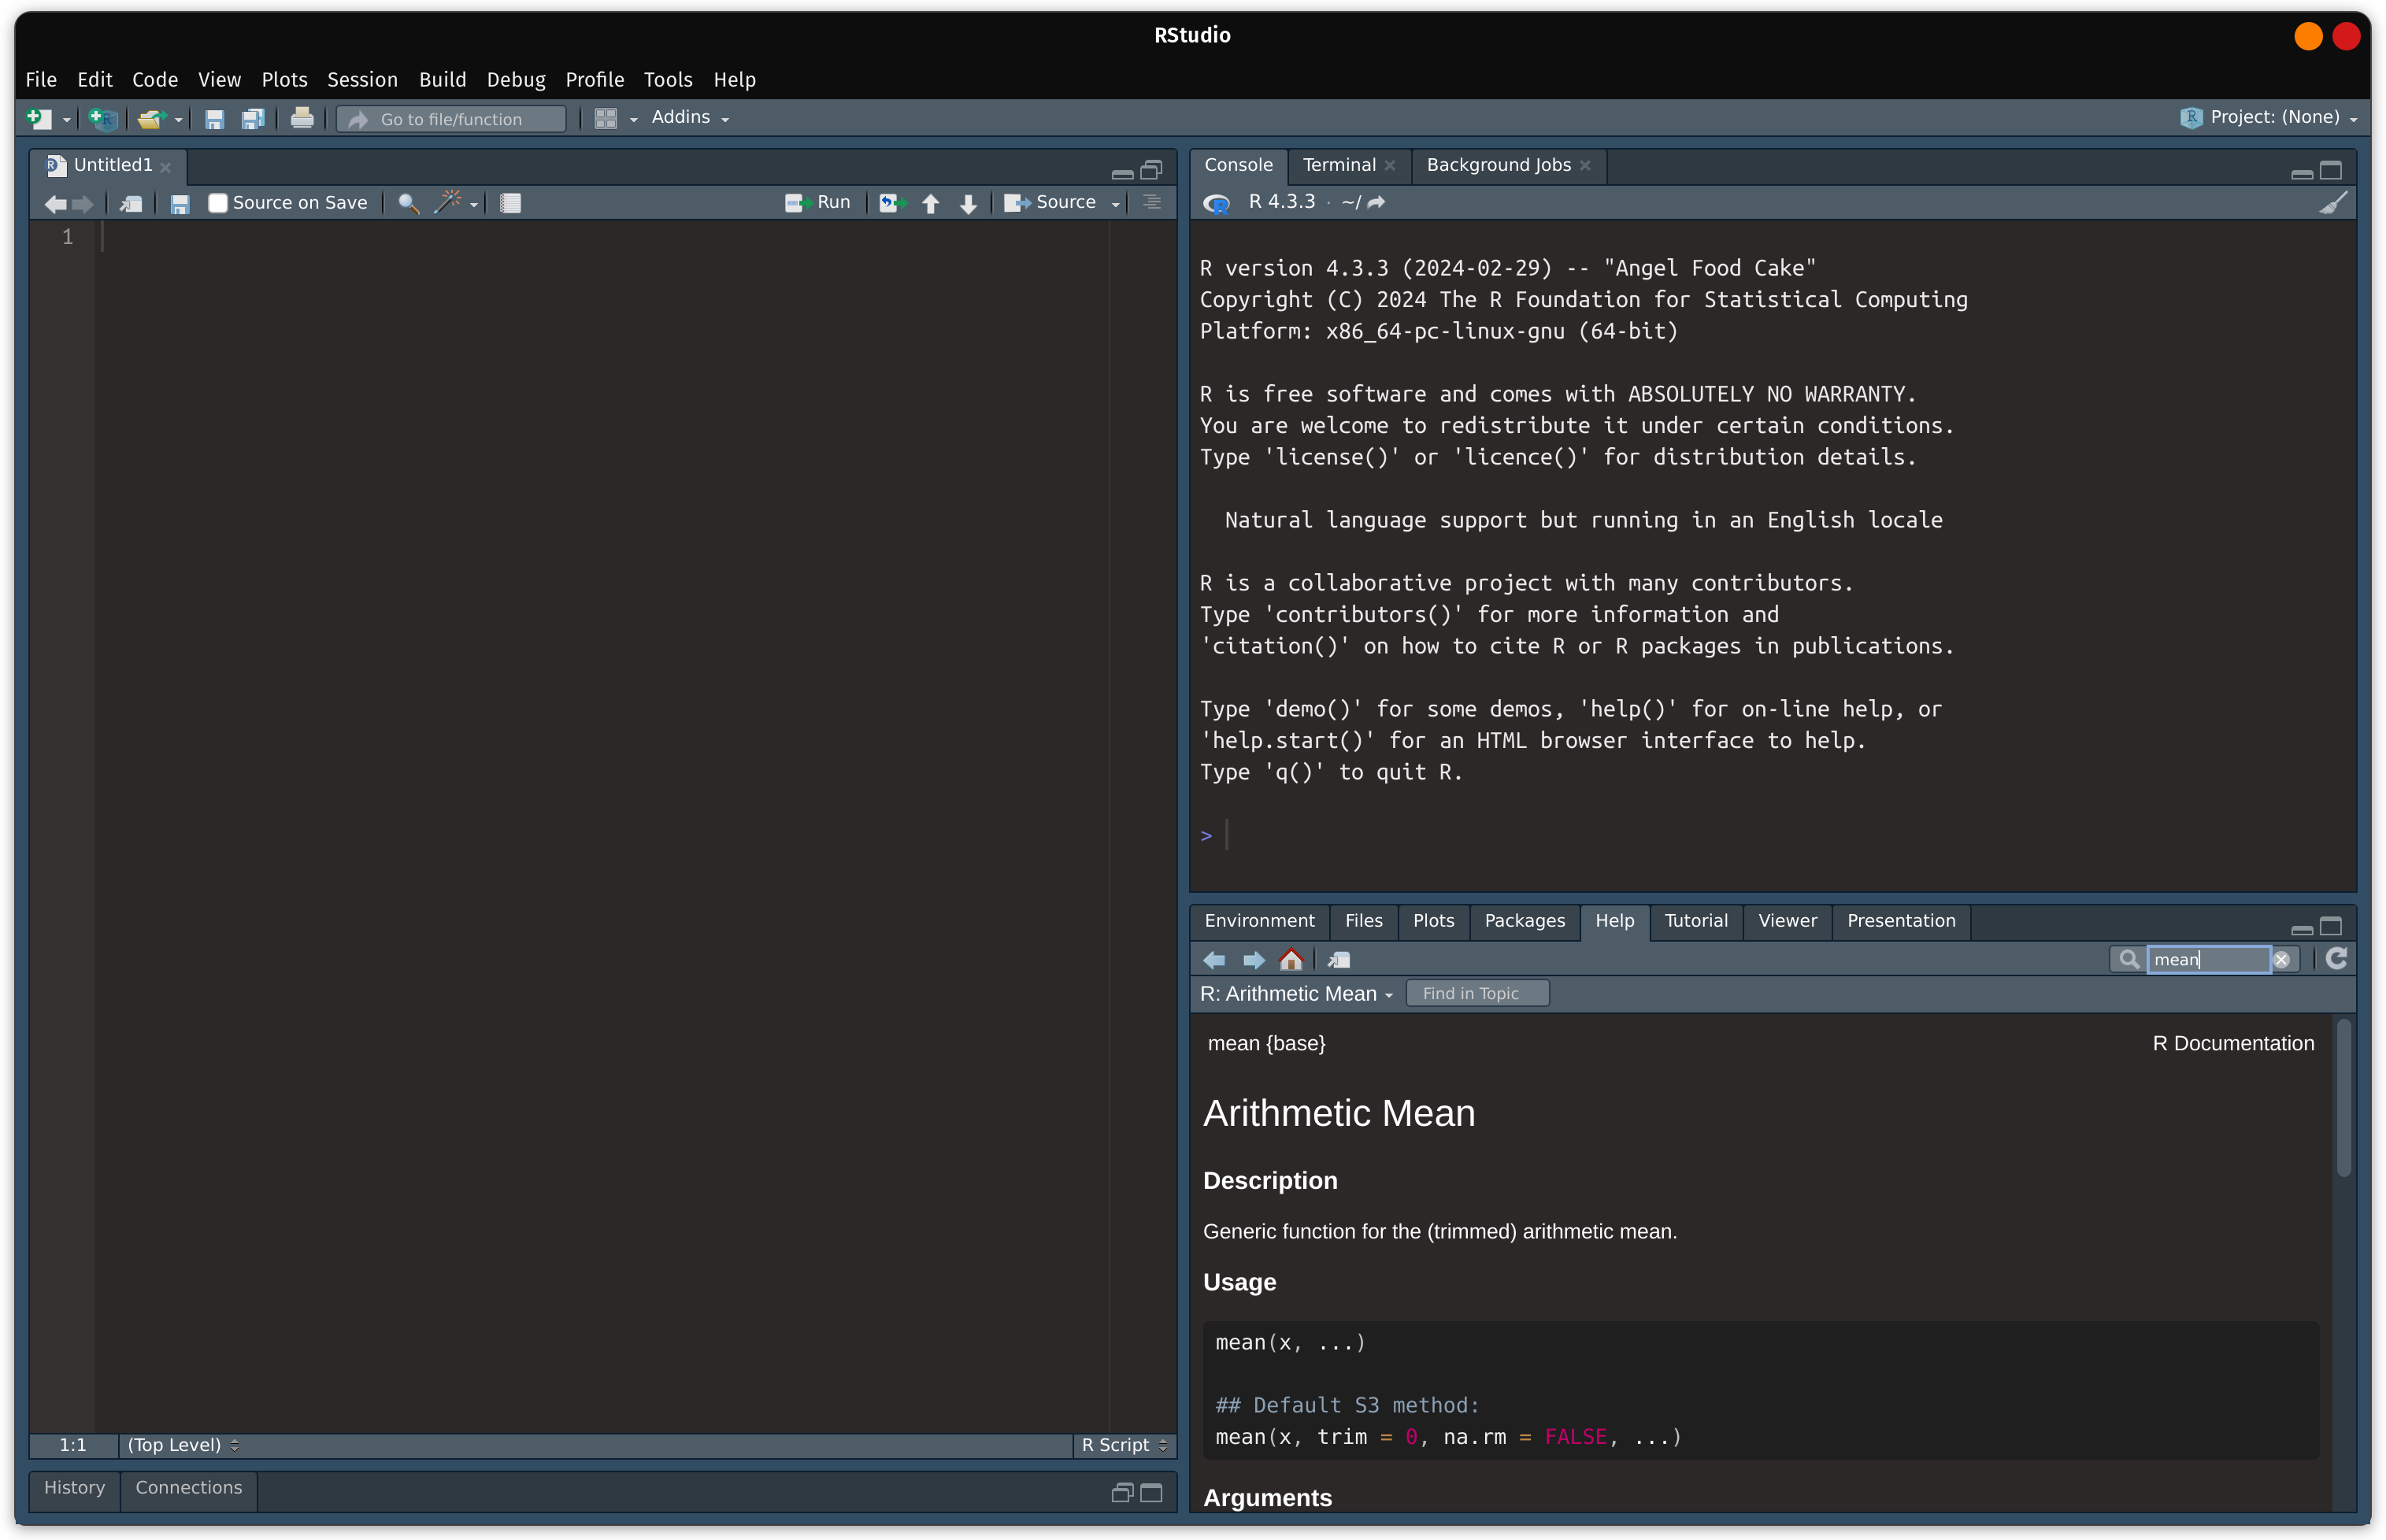 RStudio
File Edit Code View Plots Session Build Debug Profile Tools Help
Go to file/function Addins Project: (None)
Untitled1
Source on Save Run Source
1
1:1 (Top Level) R Script
History Connections
Console Terminal Background Jobs
R 4.3.3 · ~/
R version 4.3.3 (2024-02-29) -- "Angel Food Cake"
Copyright (C) 2024 The R Foundation for Statistical Computing
Platform: x86_64-pc-linux-gnu (64-bit)
R is free software and comes with ABSOLUTELY NO WARRANTY.
You are welcome to redistribute it under certain conditions.
Type 'license()' or 'licence()' for distribution details.
Natural language support but running in an English locale
R is a collaborative project with many contributors.
Type 'contributors()' for more information and
'citation()' on how to cite R or R packages in publications.
Type 'demo()' for some demos, 'help()' for on-line help, or
'help.start()' for an HTML browser interface to help.
Type 'q()' to quit R.
>
Environment Files Plots Packages Help Tutorial Viewer Presentation
mean
R: Arithmetic Mean Find in Topic
mean {base} R Documentation
Arithmetic Mean
Description
Generic function for the (trimmed) arithmetic mean.
Usage
mean(x, ...)
## Default S3 method:
mean(x, trim = 0, na.rm = FALSE, ...)
Arguments